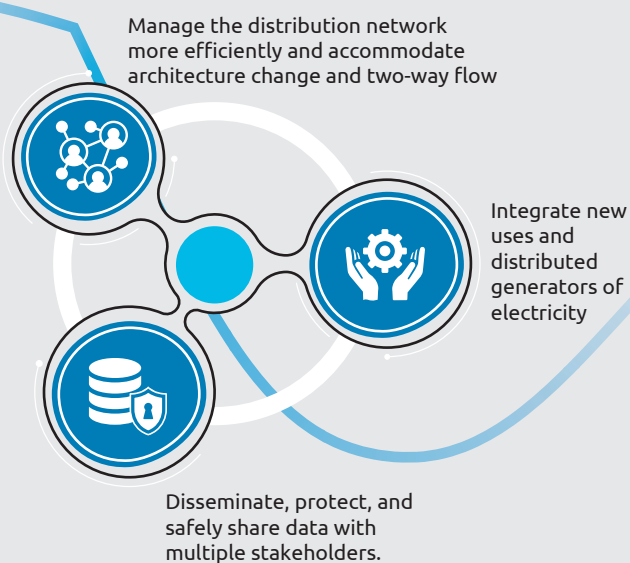 Manage the distribution network
more efficiently and accommodate
architecture change and two-way flow
Integrate new
uses and
distributed
generators of
electricity
Disseminate, protect, and
safely share data with
multiple stakeholders.